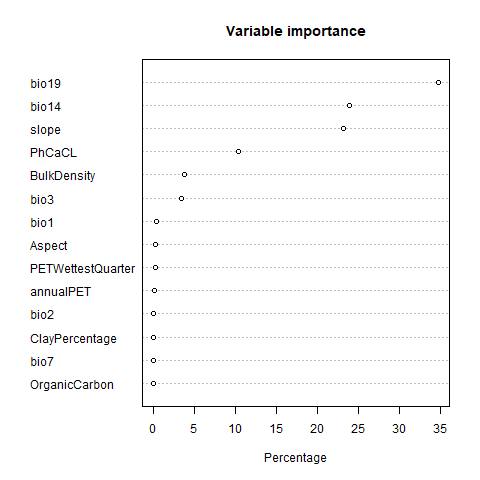 Variable importance
bio19
bio14
slope
PhCaCL
BulkDensity
bio3
bio1
Aspect
PETWettestQuarter
annualPET
bio2
ClayPercentage
bio7
OrganicCarbon
0 5 10 15 20 25 30 35
Percentage